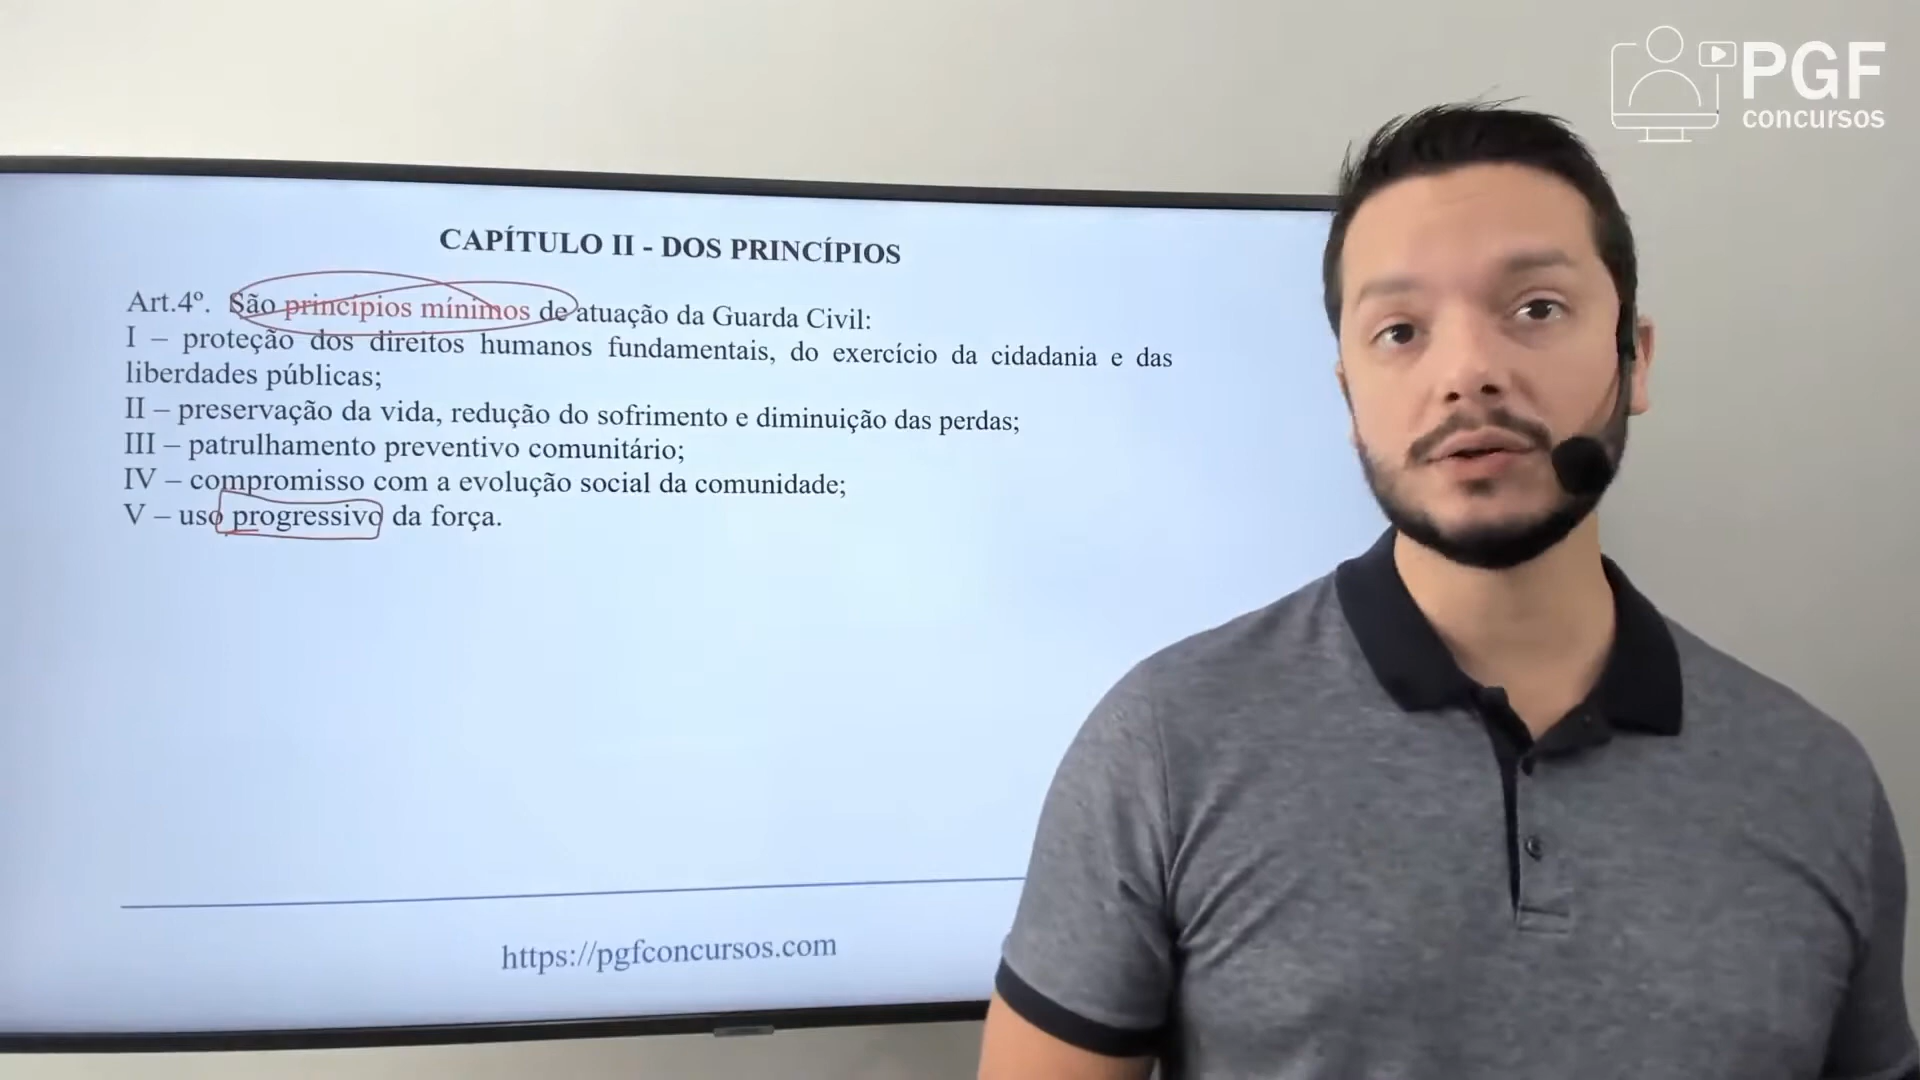 PGF
concursos
CAPÍTULO II - DOS PRINCÍPIOS
Art.4º. São princípios mínimos de atuação da Guarda Civil:
I – proteção dos direitos humanos fundamentais, do exercício da cidadania e das
liberdades públicas;
II – preservação da vida, redução do sofrimento e diminuição das perdas;
III – patrulhamento preventivo comunitário;
IV – compromisso com a evolução social da comunidade;
V – uso progressivo da força.
https://pgfconcursos.com